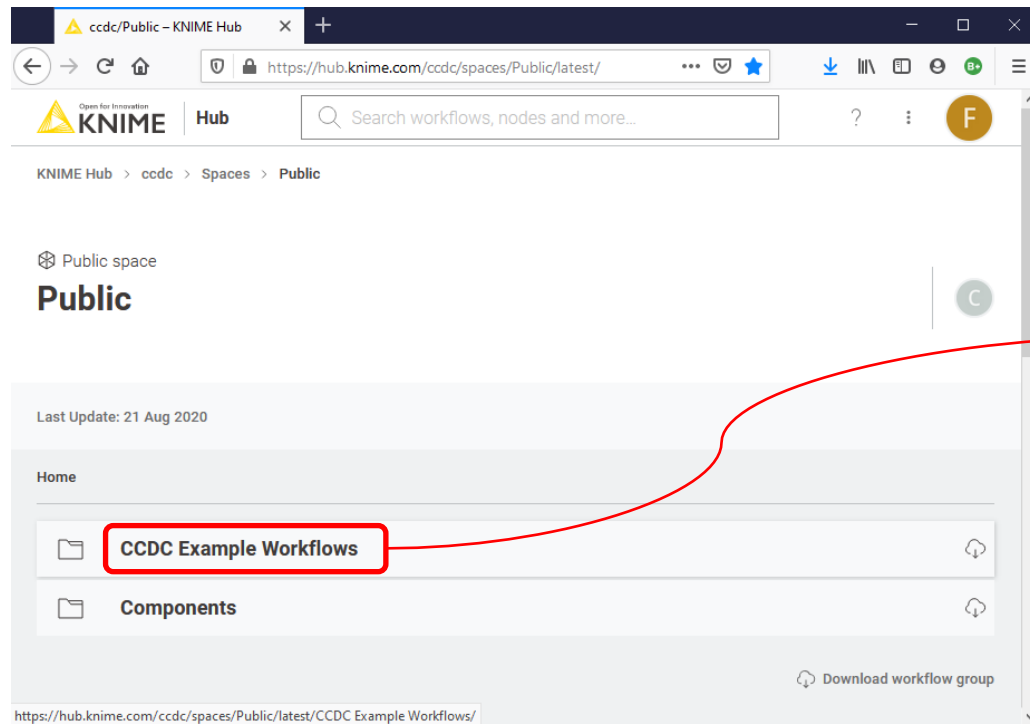 ccdc/Public – KNIME Hub
https://hub.knime.com/ccdc/spaces/Public/latest/
B+
Open for Innovation
KNIME
Hub
Search workflows, nodes and more...
?
F
KNIME Hub > ccdc > Spaces > Public
Public space
Public
C
Last Update: 21 Aug 2020
Home
CCDC Example Workflows
Components
Download workflow group
https://hub.knime.com/ccdc/spaces/Public/latest/CCDC Example Workflows/